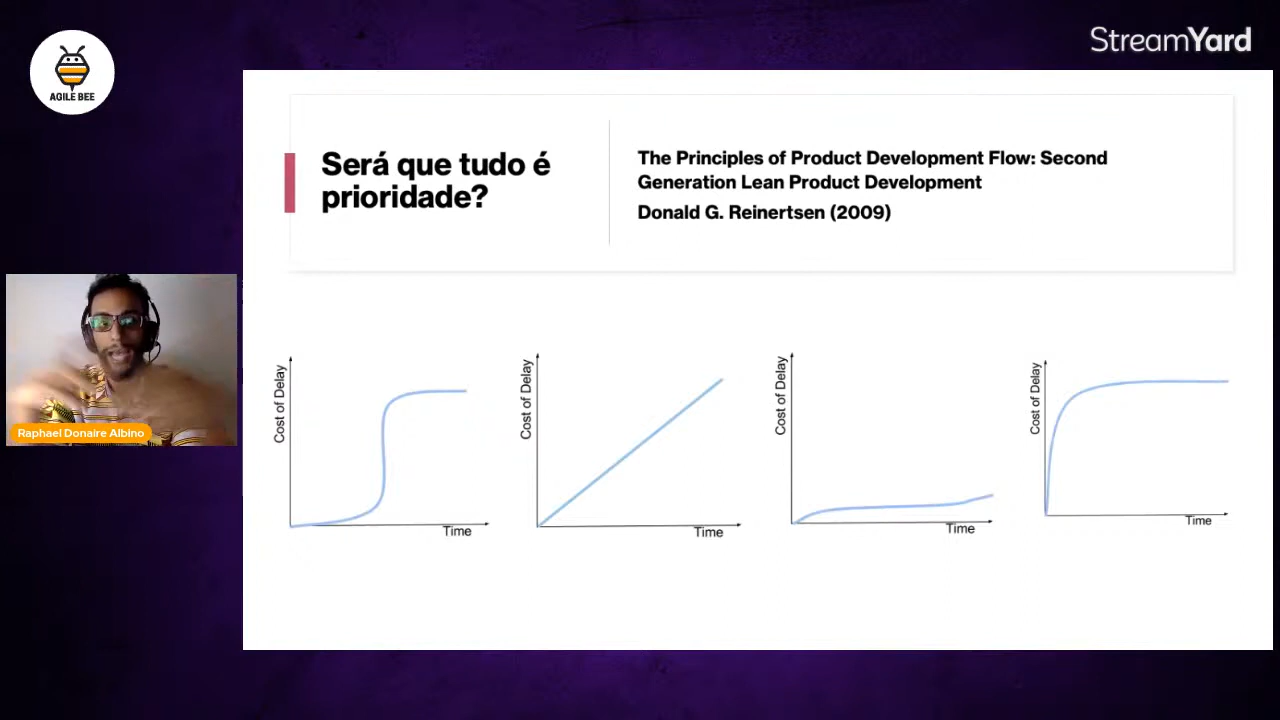 AGILE BEE
StreamYard
Será que tudo é
prioridade?
The Principles of Product Development Flow: Second
Generation Lean Product Development
Donald G. Reinertsen (2009)
Raphael Donaire Albino
Cost of Delay
Time
Cost of Delay
Time
Cost of Delay
Time
Cost of Delay
Time